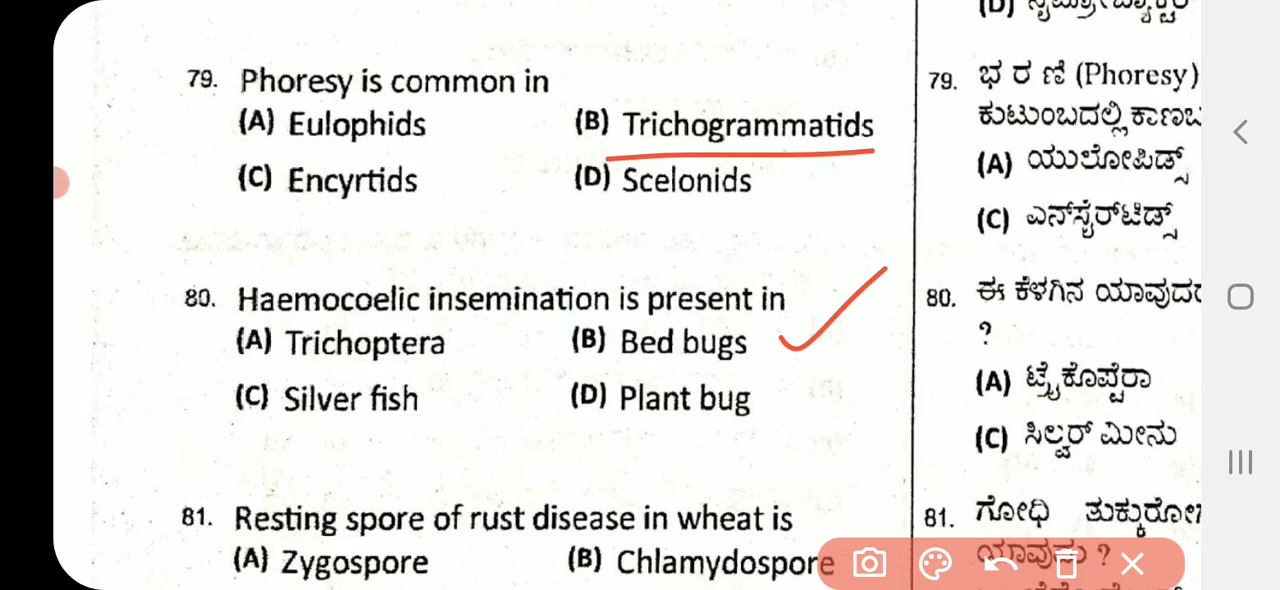 79. Phoresy is common in
(A) Eulophids (B) Trichogrammatids
(C) Encyrtids (D) Scelonids
80. Haemocoelic insemination is present in
(A) Trichoptera (B) Bed bugs
(C) Silver fish (D) Plant bug
81. Resting spore of rust disease in wheat is
(A) Zygospore (B) Chlamydospore
(D)
79. ಭ ರ ಣಿ (Phoresy)
ಕುಟುಂಬದಲ್ಲಿ
(A) ಯುಲೋಪಿಡ್ಸ್
(C) ಎನ್‌ಸೈರ್‌ಟಿಡ್ಸ್
80. ಈ ಕೆಳಗಿನ
?
(A) ಟ್ರೈಕೊಪ್ಟೆರಾ
(C) ಸಿಲ್ವರ್ ಮೀನು
81. ಗೋಧಿ